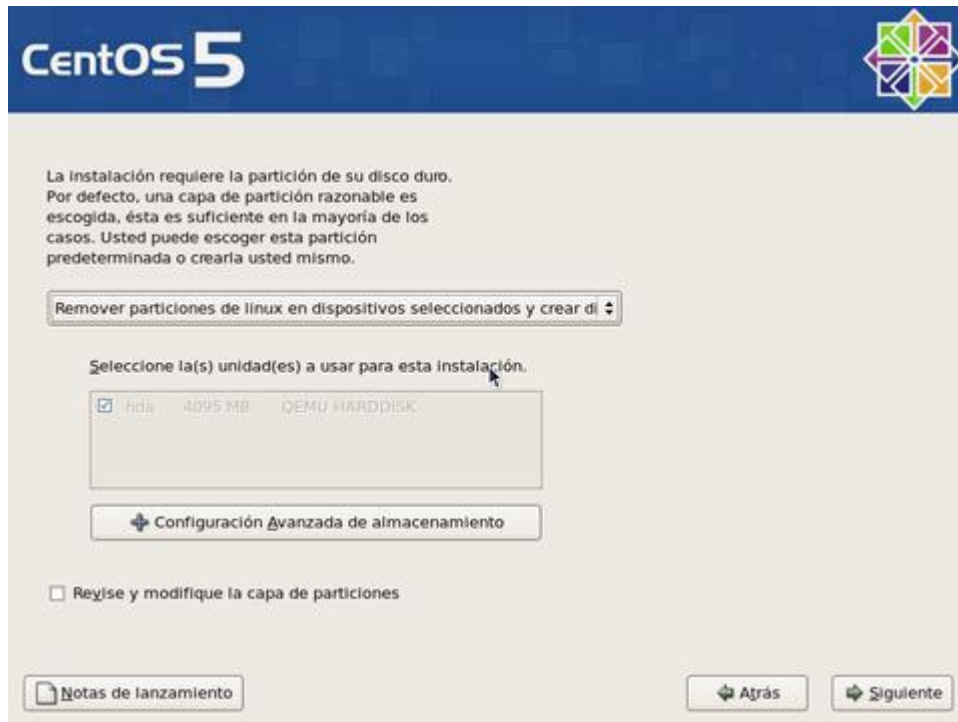 CentOS 5
La instalación requiere la partición de su disco duro.
Por defecto, una capa de partición razonable es
escogida, ésta es suficiente en la mayoría de los
casos. Usted puede escoger esta partición
predeterminada o crearla usted mismo.
Remover particiones de linux en dispositivos seleccionados y crear di
Seleccione la(s) unidad(es) a usar para esta instalación.
hda 4095 MB QEMU HARDDISK
Configuración Avanzada de almacenamiento
Revise y modifique la capa de particiones
Notas de lanzamiento
Atrás
Siguiente